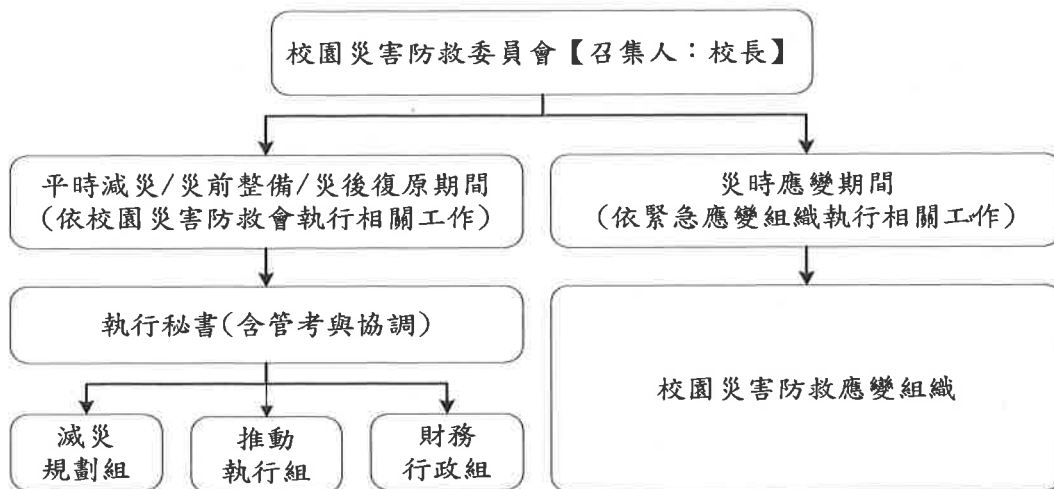 校園災害防救委員會【召集人：校長】
平時減災/災前整備/災後復原期間
(依校園災害防救會執行相關工作)
災時應變期間
(依緊急應變組織執行相關工作)
執行秘書(含管考與協調)
校園災害防救應變組織
減災
規劃組
推動
執行組
財務
行政組